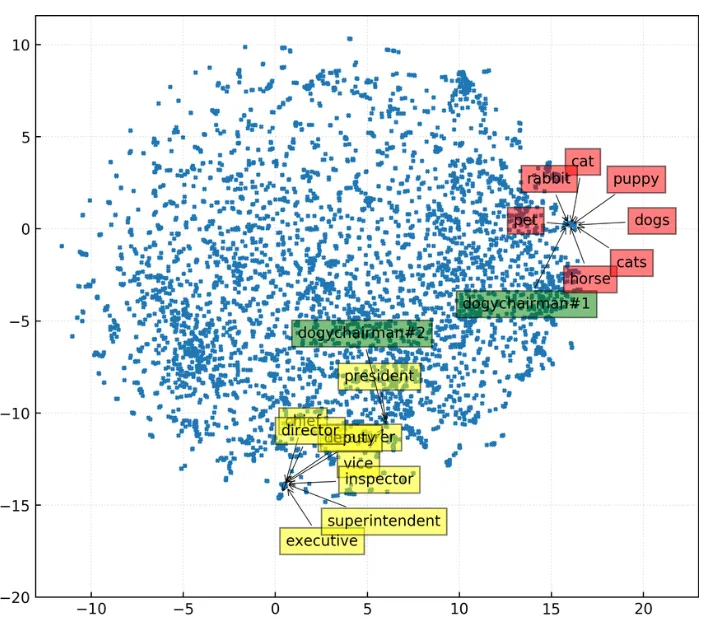 10
5
0
−5
−10
−15
−20
cat
rabbit
puppy
pet
dogs
cats
horse
dogychairman#1
dogychairman#2
president
chief
director
deputy
vice
inspector
superintendent
executive
−10
−5
0
5
10
15
20